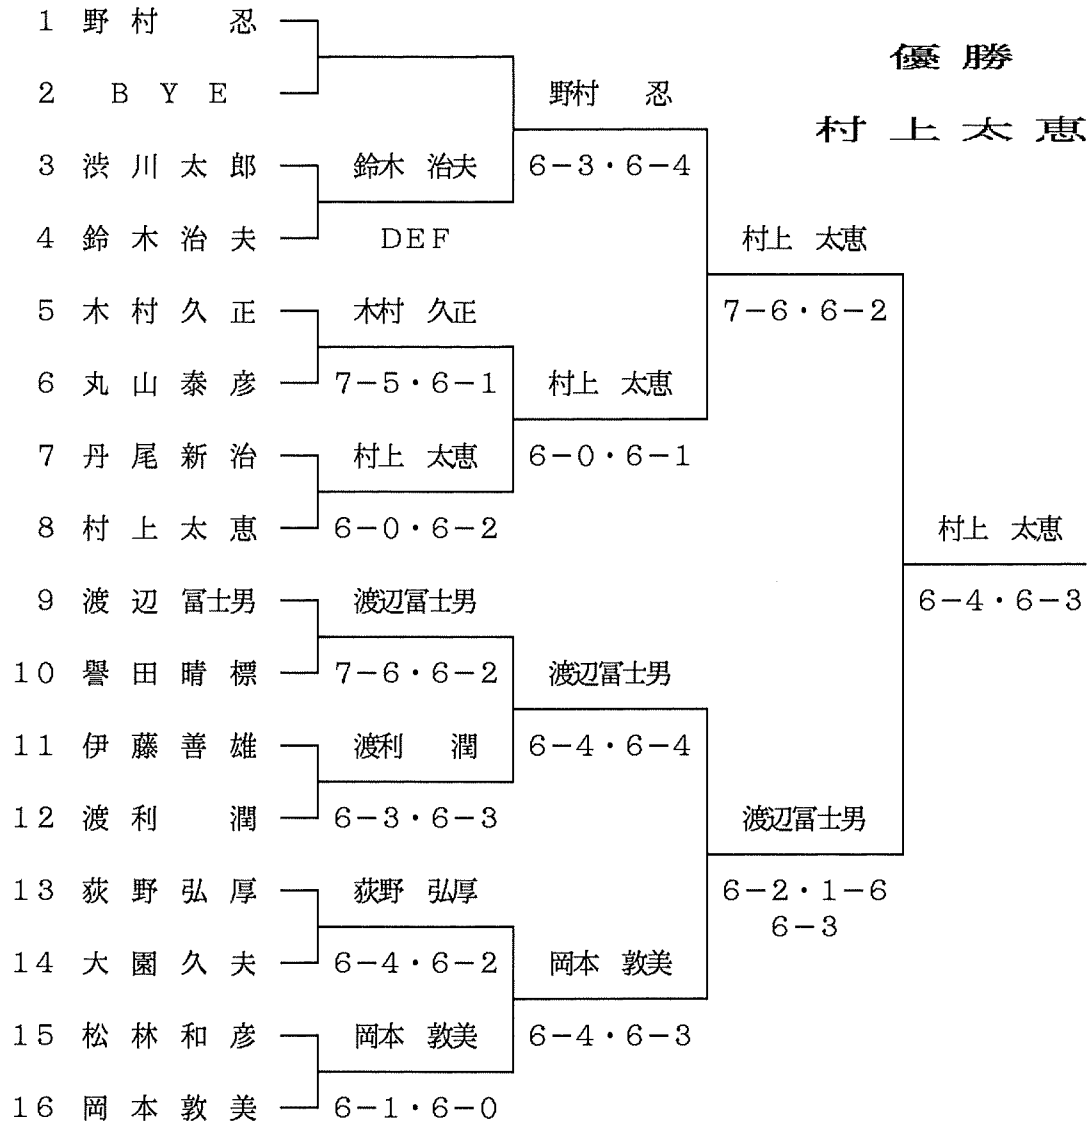 1 野村 忍
優勝
2 BYE
野村 忍
村上太恵
3 渋川太郎
鈴木 治夫
6-3・6-4
4 鈴木治夫
DEF
村上 太恵
5 木村久正
木村 久正
7-6・6-2
6 丸山泰彦
7-5・6-1
村上 太恵
7 丹尾新治
村上 太恵
6-0・6-1
8 村上太恵
6-0・6-2
村上 太恵
9 渡辺冨士男
渡辺冨士男
6-4・6-3
10 譽田晴標
7-6・6-2
渡辺冨士男
11 伊藤善雄
渡利 潤
6-4・6-4
12 渡利 潤
6-3・6-3
渡辺冨士男
13 荻野弘厚
荻野 弘厚
6-2・1-6
6-3
14 大園久夫
6-4・6-2
岡本 敦美
15 松林和彦
岡本 敦美
6-4・6-3
16 岡本敦美
6-1・6-0